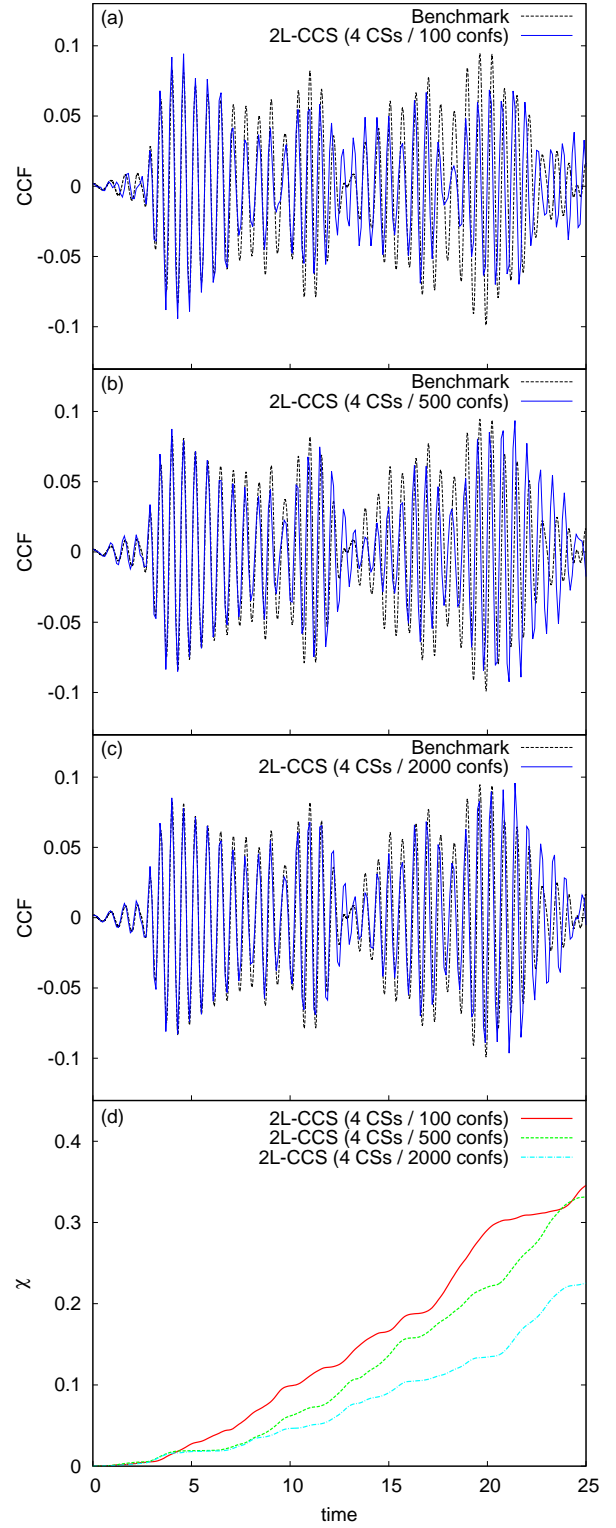 (a)
Benchmark
2L-CCS (4 CSs / 100 confs)
0.1
0.05
0
-0.05
-0.1
CCF
(b)
Benchmark
2L-CCS (4 CSs / 500 confs)
0.1
0.05
0
-0.05
-0.1
CCF
(c)
Benchmark
2L-CCS (4 CSs / 2000 confs)
0.1
0.05
0
-0.05
-0.1
CCF
(d)
2L-CCS (4 CSs / 100 confs)
2L-CCS (4 CSs / 500 confs)
2L-CCS (4 CSs / 2000 confs)
0.4
0.3
0.2
0.1
0
χ
0 5 10 15 20 25
time